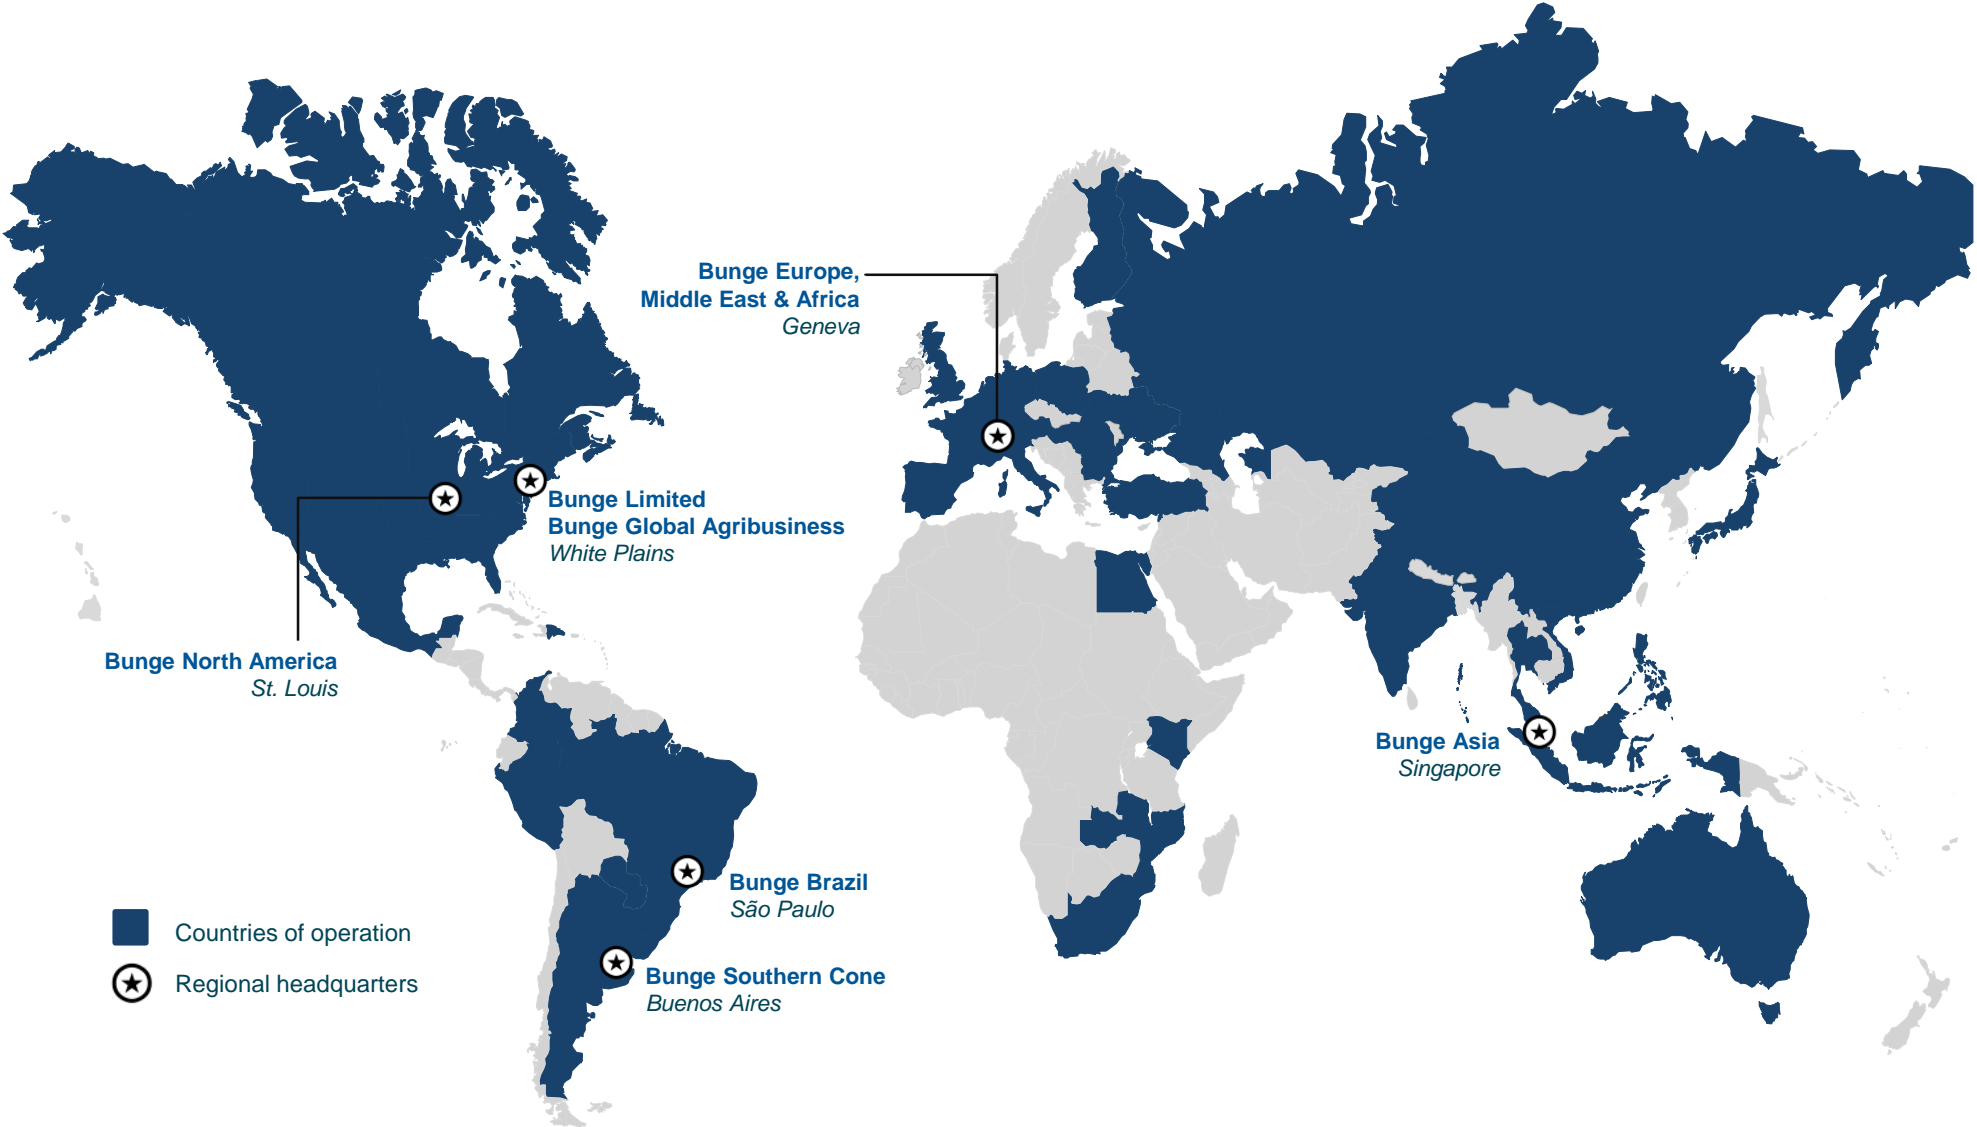 Bunge Europe,
Middle East & Africa
Geneva
Bunge Limited
Bunge Global Agribusiness
White Plains
Bunge North America
St. Louis
Bunge Asia
Singapore
Bunge Brazil
São Paulo
Bunge Southern Cone
Buenos Aires
Countries of operation
Regional headquarters